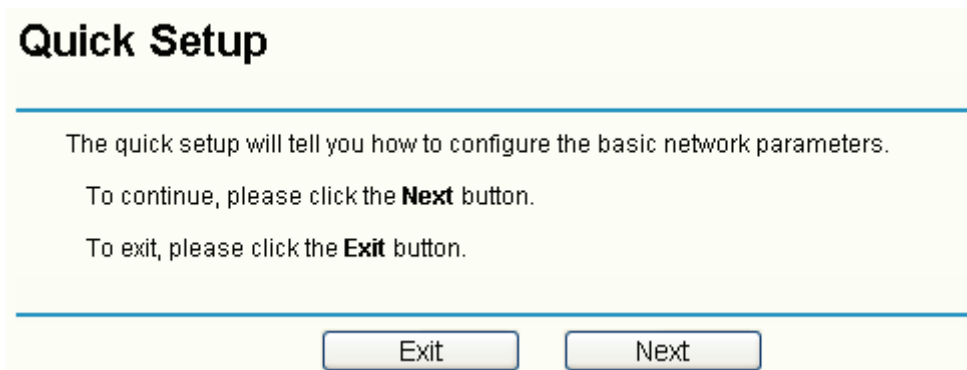 Quick Setup
The quick setup will tell you how to configure the basic network parameters.
To continue, please click the Next button.
To exit, please click the Exit button.
Exit
Next